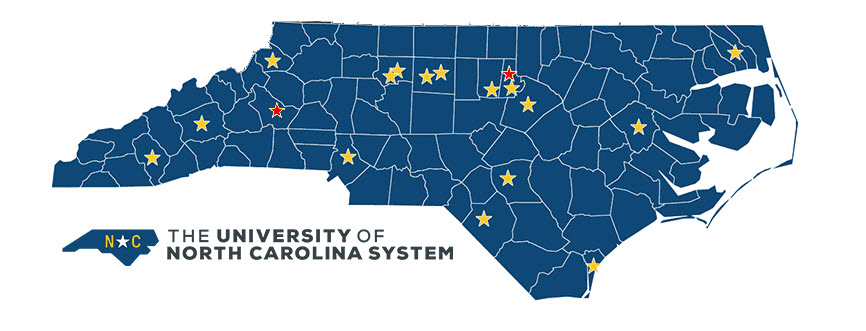 N C
THE UNIVERSITY OF
NORTH CAROLINA SYSTEM